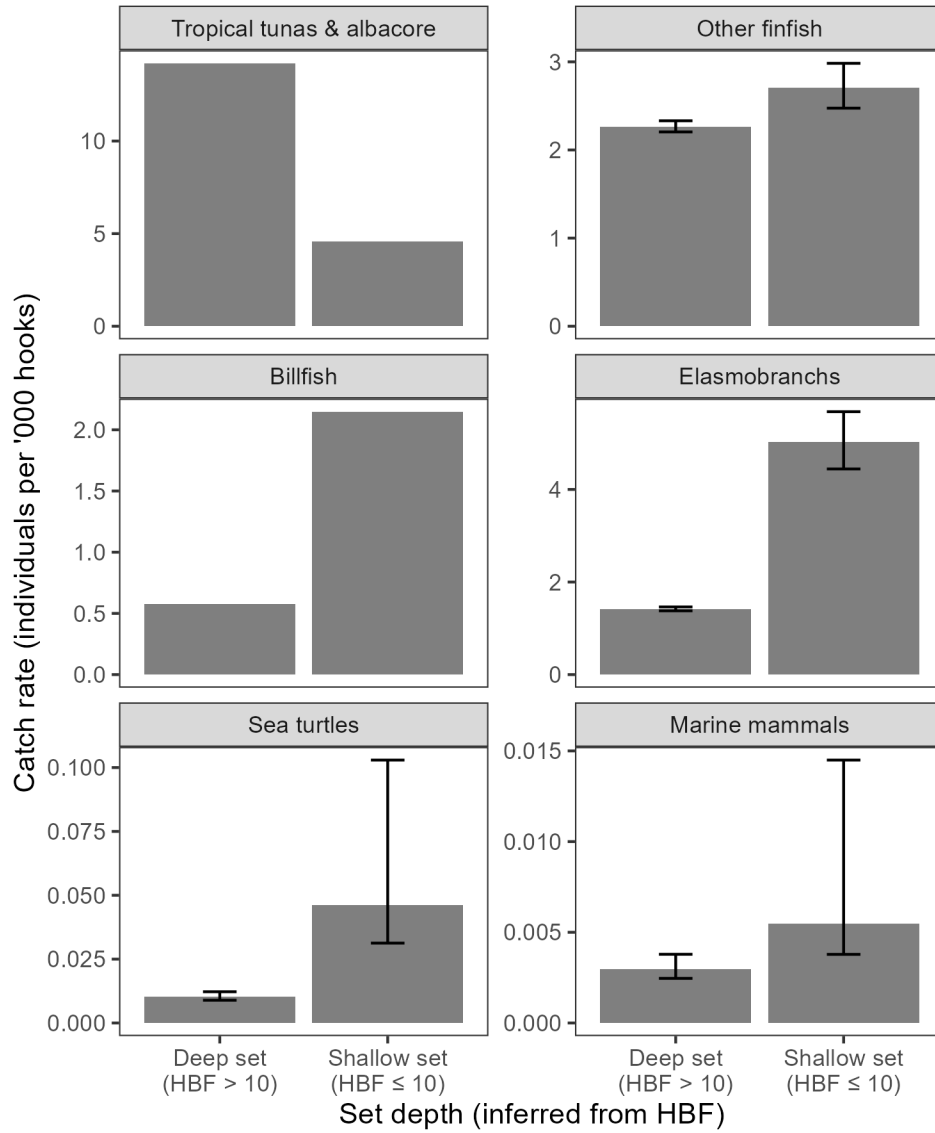 Catch rate (individuals per '000 hooks)
Tropical tunas & albacore
10
5
0
Other finfish
3
2
1
0
Billfish
2.0
1.5
1.0
0.5
0.0
Elasmobranchs
4
2
0
Sea turtles
0.100
0.075
0.050
0.025
0.000
Marine mammals
0.015
0.010
0.005
0.000
Deep set
(HBF > 10)
Shallow set
(HBF ≤ 10)
Deep set
(HBF > 10)
Shallow set
(HBF ≤ 10)
Set depth (inferred from HBF)